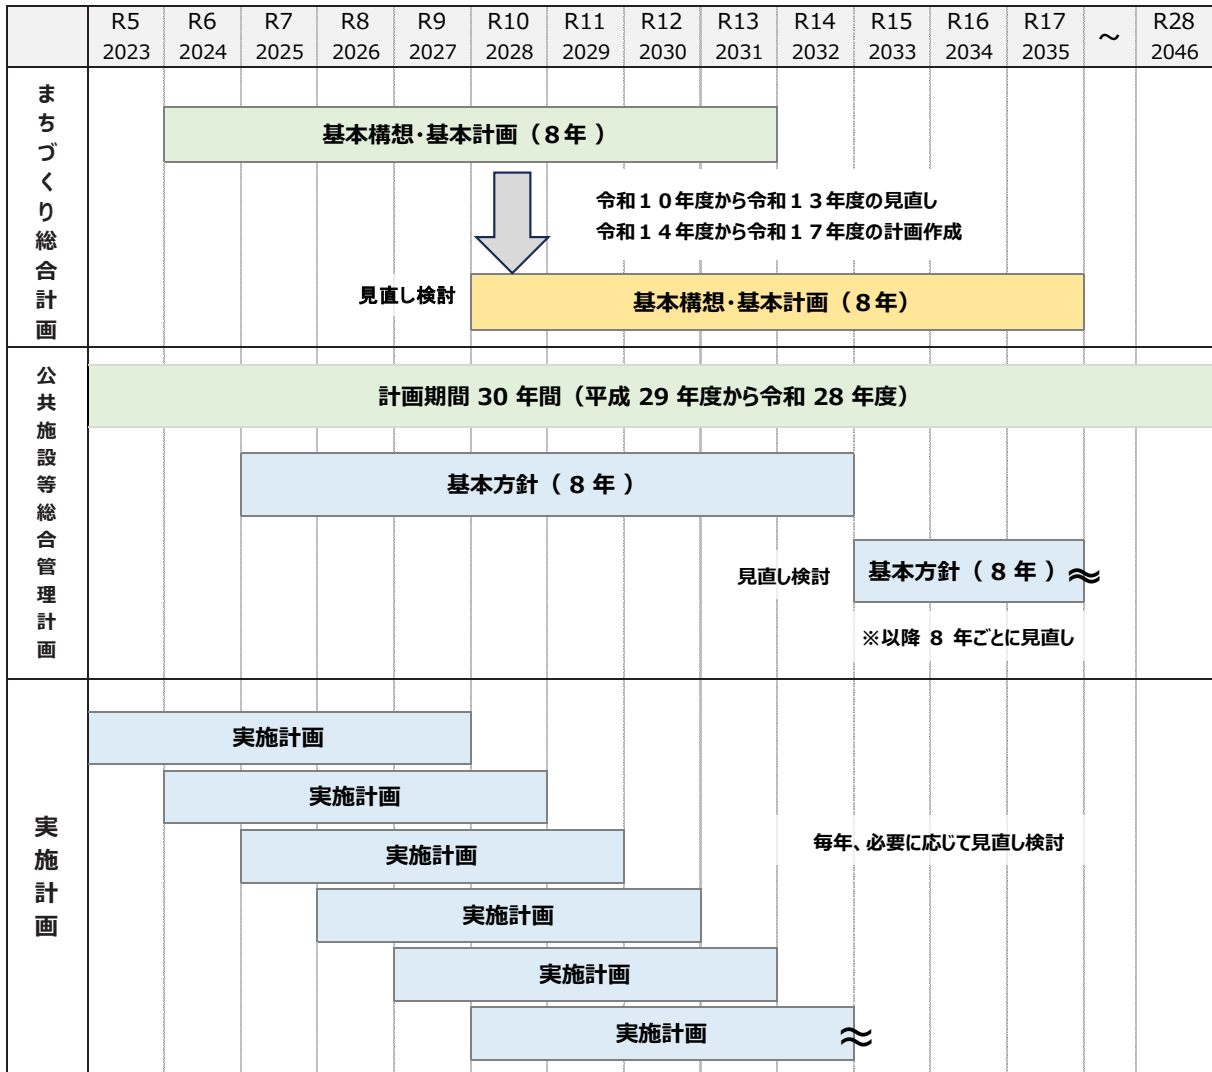 R5 R6 R7 R8 R9 R10 R11 R12 R13 R14 R15 R16 R17 ～ R28
2023 2024 2025 2026 2027 2028 2029 2030 2031 2032 2033 2034 2035 2046
まちづくり総合計画
基本構想･基本計画（8年 ）
令和１０年度から令和１３年度の見直し
令和１４年度から令和１７年度の計画作成
見直し検討
基本構想･基本計画（８年）
公共施設等総合管理計画
計画期間 30 年間（平成 29 年度から令和 28 年度）
基本方針（ 8 年 ）
見直し検討
基本方針（ 8 年 ）≈
※以降 8 年ごとに見直し
実施計画
実施計画
実施計画
実施計画
毎年、必要に応じて見直し検討
実施計画
実施計画
実施計画 ≈